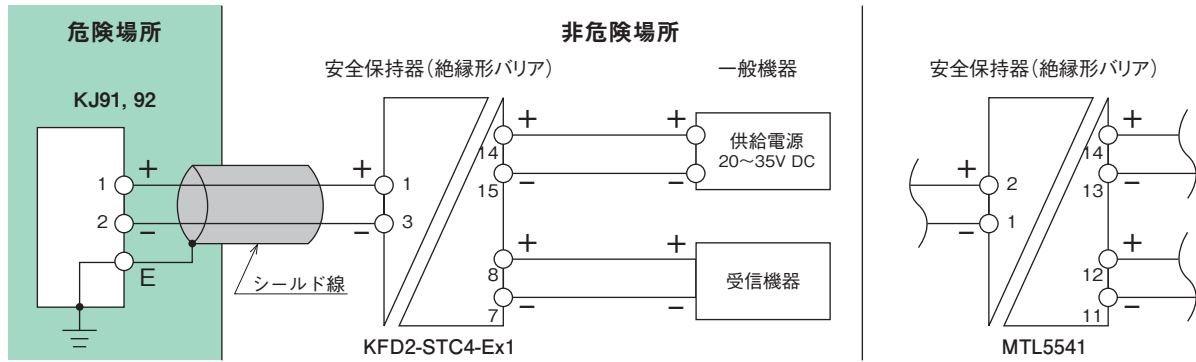 危険場所
非危険場所
安全保持器（絶縁形バリア）
一般機器
安全保持器（絶縁形バリア）
KJ91, 92
+
+
+
+
供給電源
20〜35V DC
+
14
14
1
1
15
−
−
2
13
−
2
−
3
−
1
−
+
+
+
E
8
受信機器
12
シールド線
7
−
−
11
−
KFD2-STC4-Ex1
MTL5541